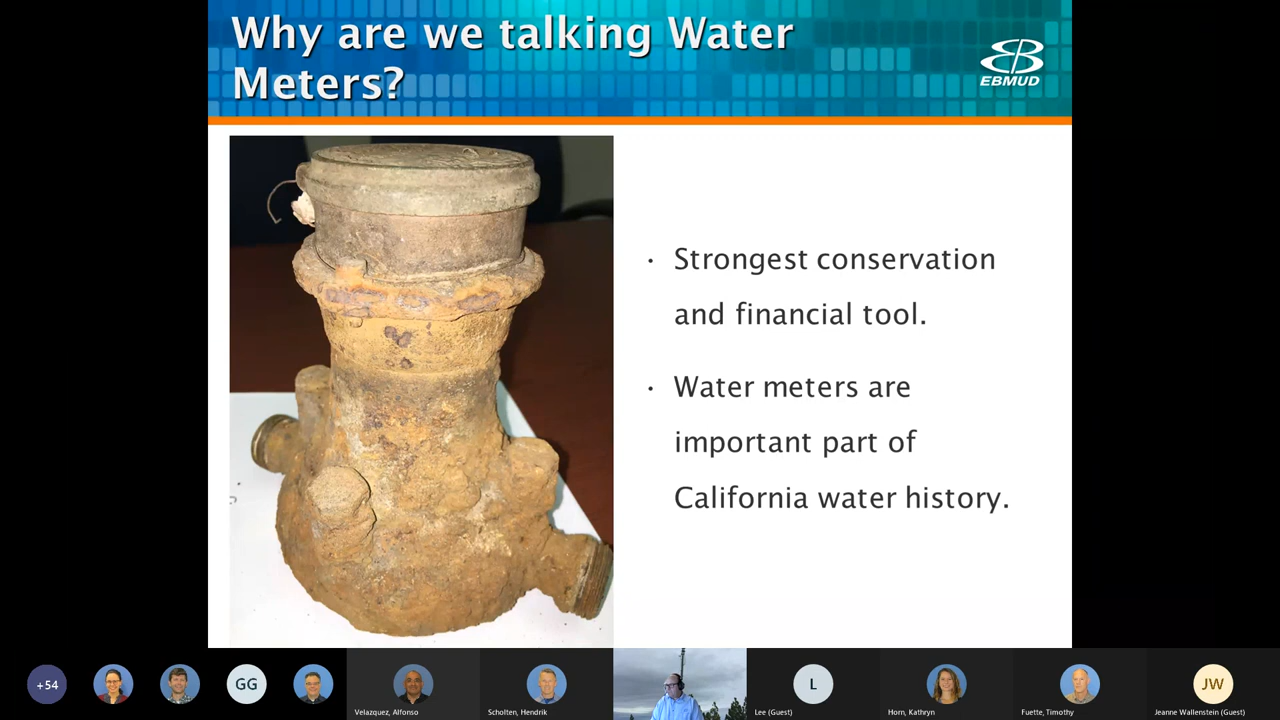 Why are we talking Water
Meters?
EBMUD
· Strongest conservation
and financial tool.
· Water meters are
important part of
California water history.
+54
GG
Velazquez, Alfonso
Scholten, Hendrik
L
Lee (Guest)
Horn, Kathryn
Fuette, Timothy
JW
Jeanne Wallenstein (Guest)